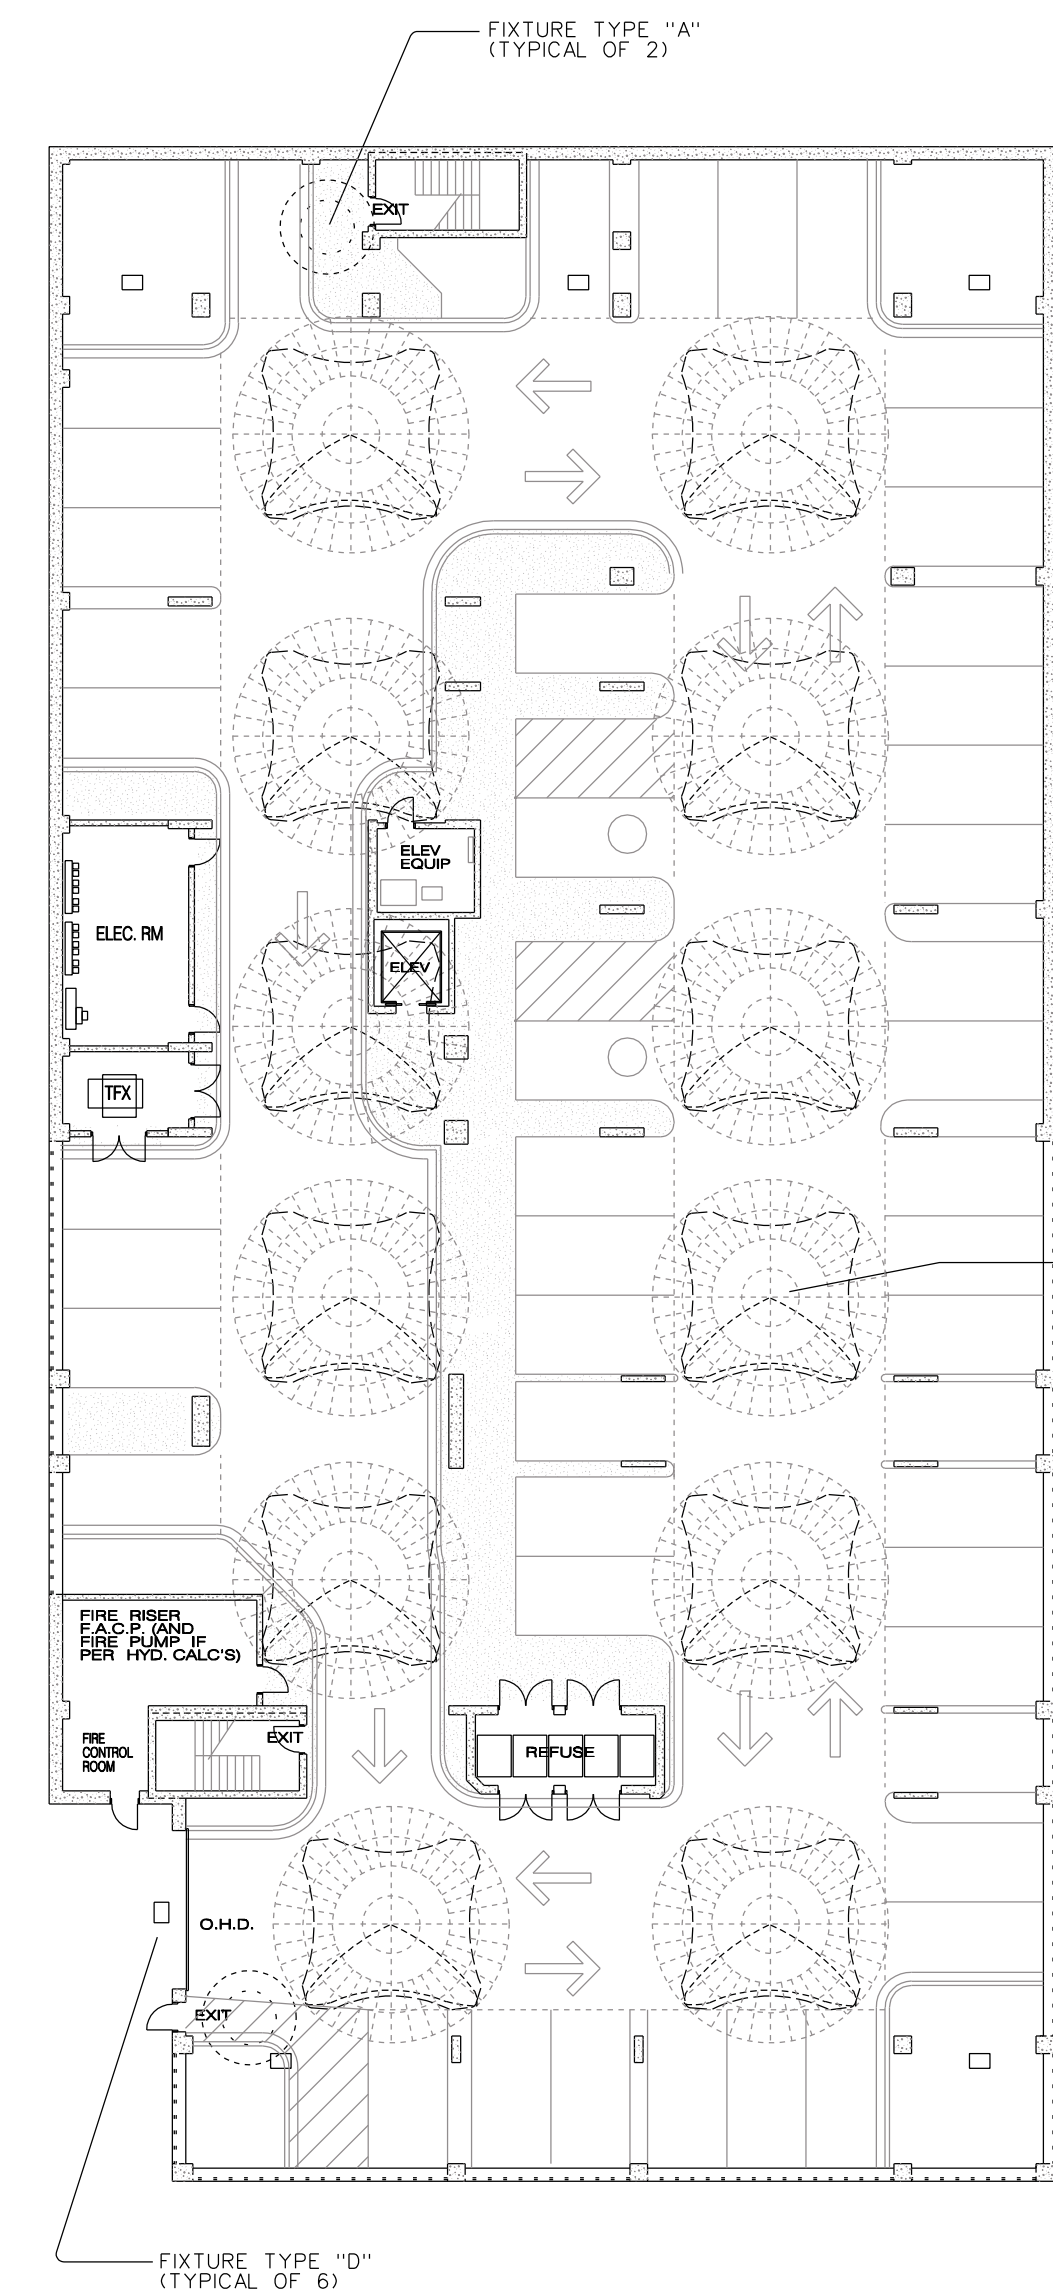 FIXTURE TYPE "A"
(TYPICAL OF 2)
EXIT
ELEV
EQUIP
ELEC. RM
ELEV
TFX
FIRE RISER
F.A.C.P. (AND
FIRE PUMP IF
PER HYD. CALC'S)
FIRE
CONTROL
ROOM
EXIT
REFUSE
O.H.D.
EXIT
FIXTURE TYPE "D"
(TYPICAL OF 6)